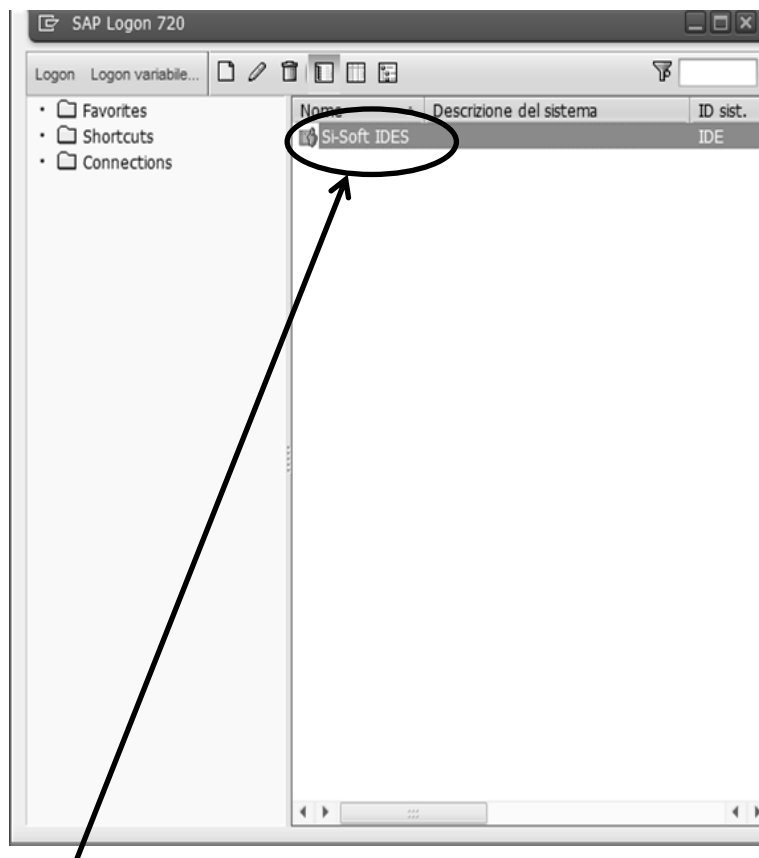 SAP Logon 720
Logon Logon variabile...
Favorites
Shortcuts
Connections
Nome Descrizione del sistema ID sist.
Si-Soft IDES IDE